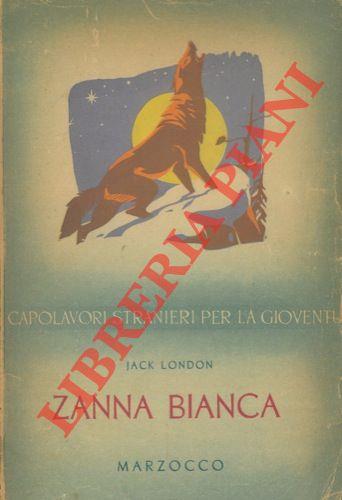 CAPOLAVORI STRANIERI PER LA GIOVENTÙ
JACK LONDON
ZANNA BIANCA
MARZOCCO
LIBRERIA PIANI